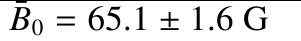 B̄₀ = 65.1 ± 1.6 G